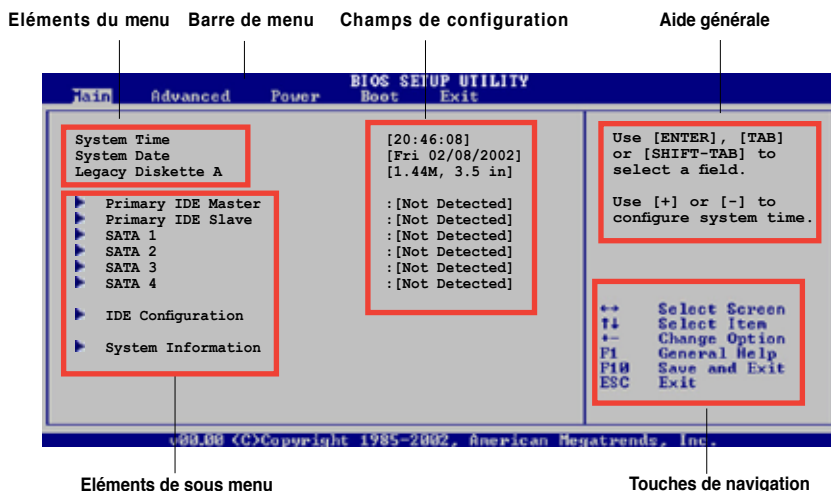 Eléments du menu Barre de menu Champs de configuration Aide générale
BIOS SETUP UTILITY
Main Advanced Power Boot Exit
System Time [20:46:08]
System Date [Fri 02/08/2002]
Legacy Diskette A [1.44M, 3.5 in]
Primary IDE Master :[Not Detected]
Primary IDE Slave :[Not Detected]
SATA 1 :[Not Detected]
SATA 2 :[Not Detected]
SATA 3 :[Not Detected]
SATA 4 :[Not Detected]
IDE Configuration
System Information
Use [ENTER], [TAB]
or [SHIFT-TAB] to
select a field.
Use [+] or [-] to
configure system time.
↔ Select Screen
↑↓ Select Item
+- Change Option
F1 General Help
F10 Save and Exit
ESC Exit
v00.00 (C)Copyright 1985-2002, American Megatrends, Inc.
Eléments de sous menu Touches de navigation